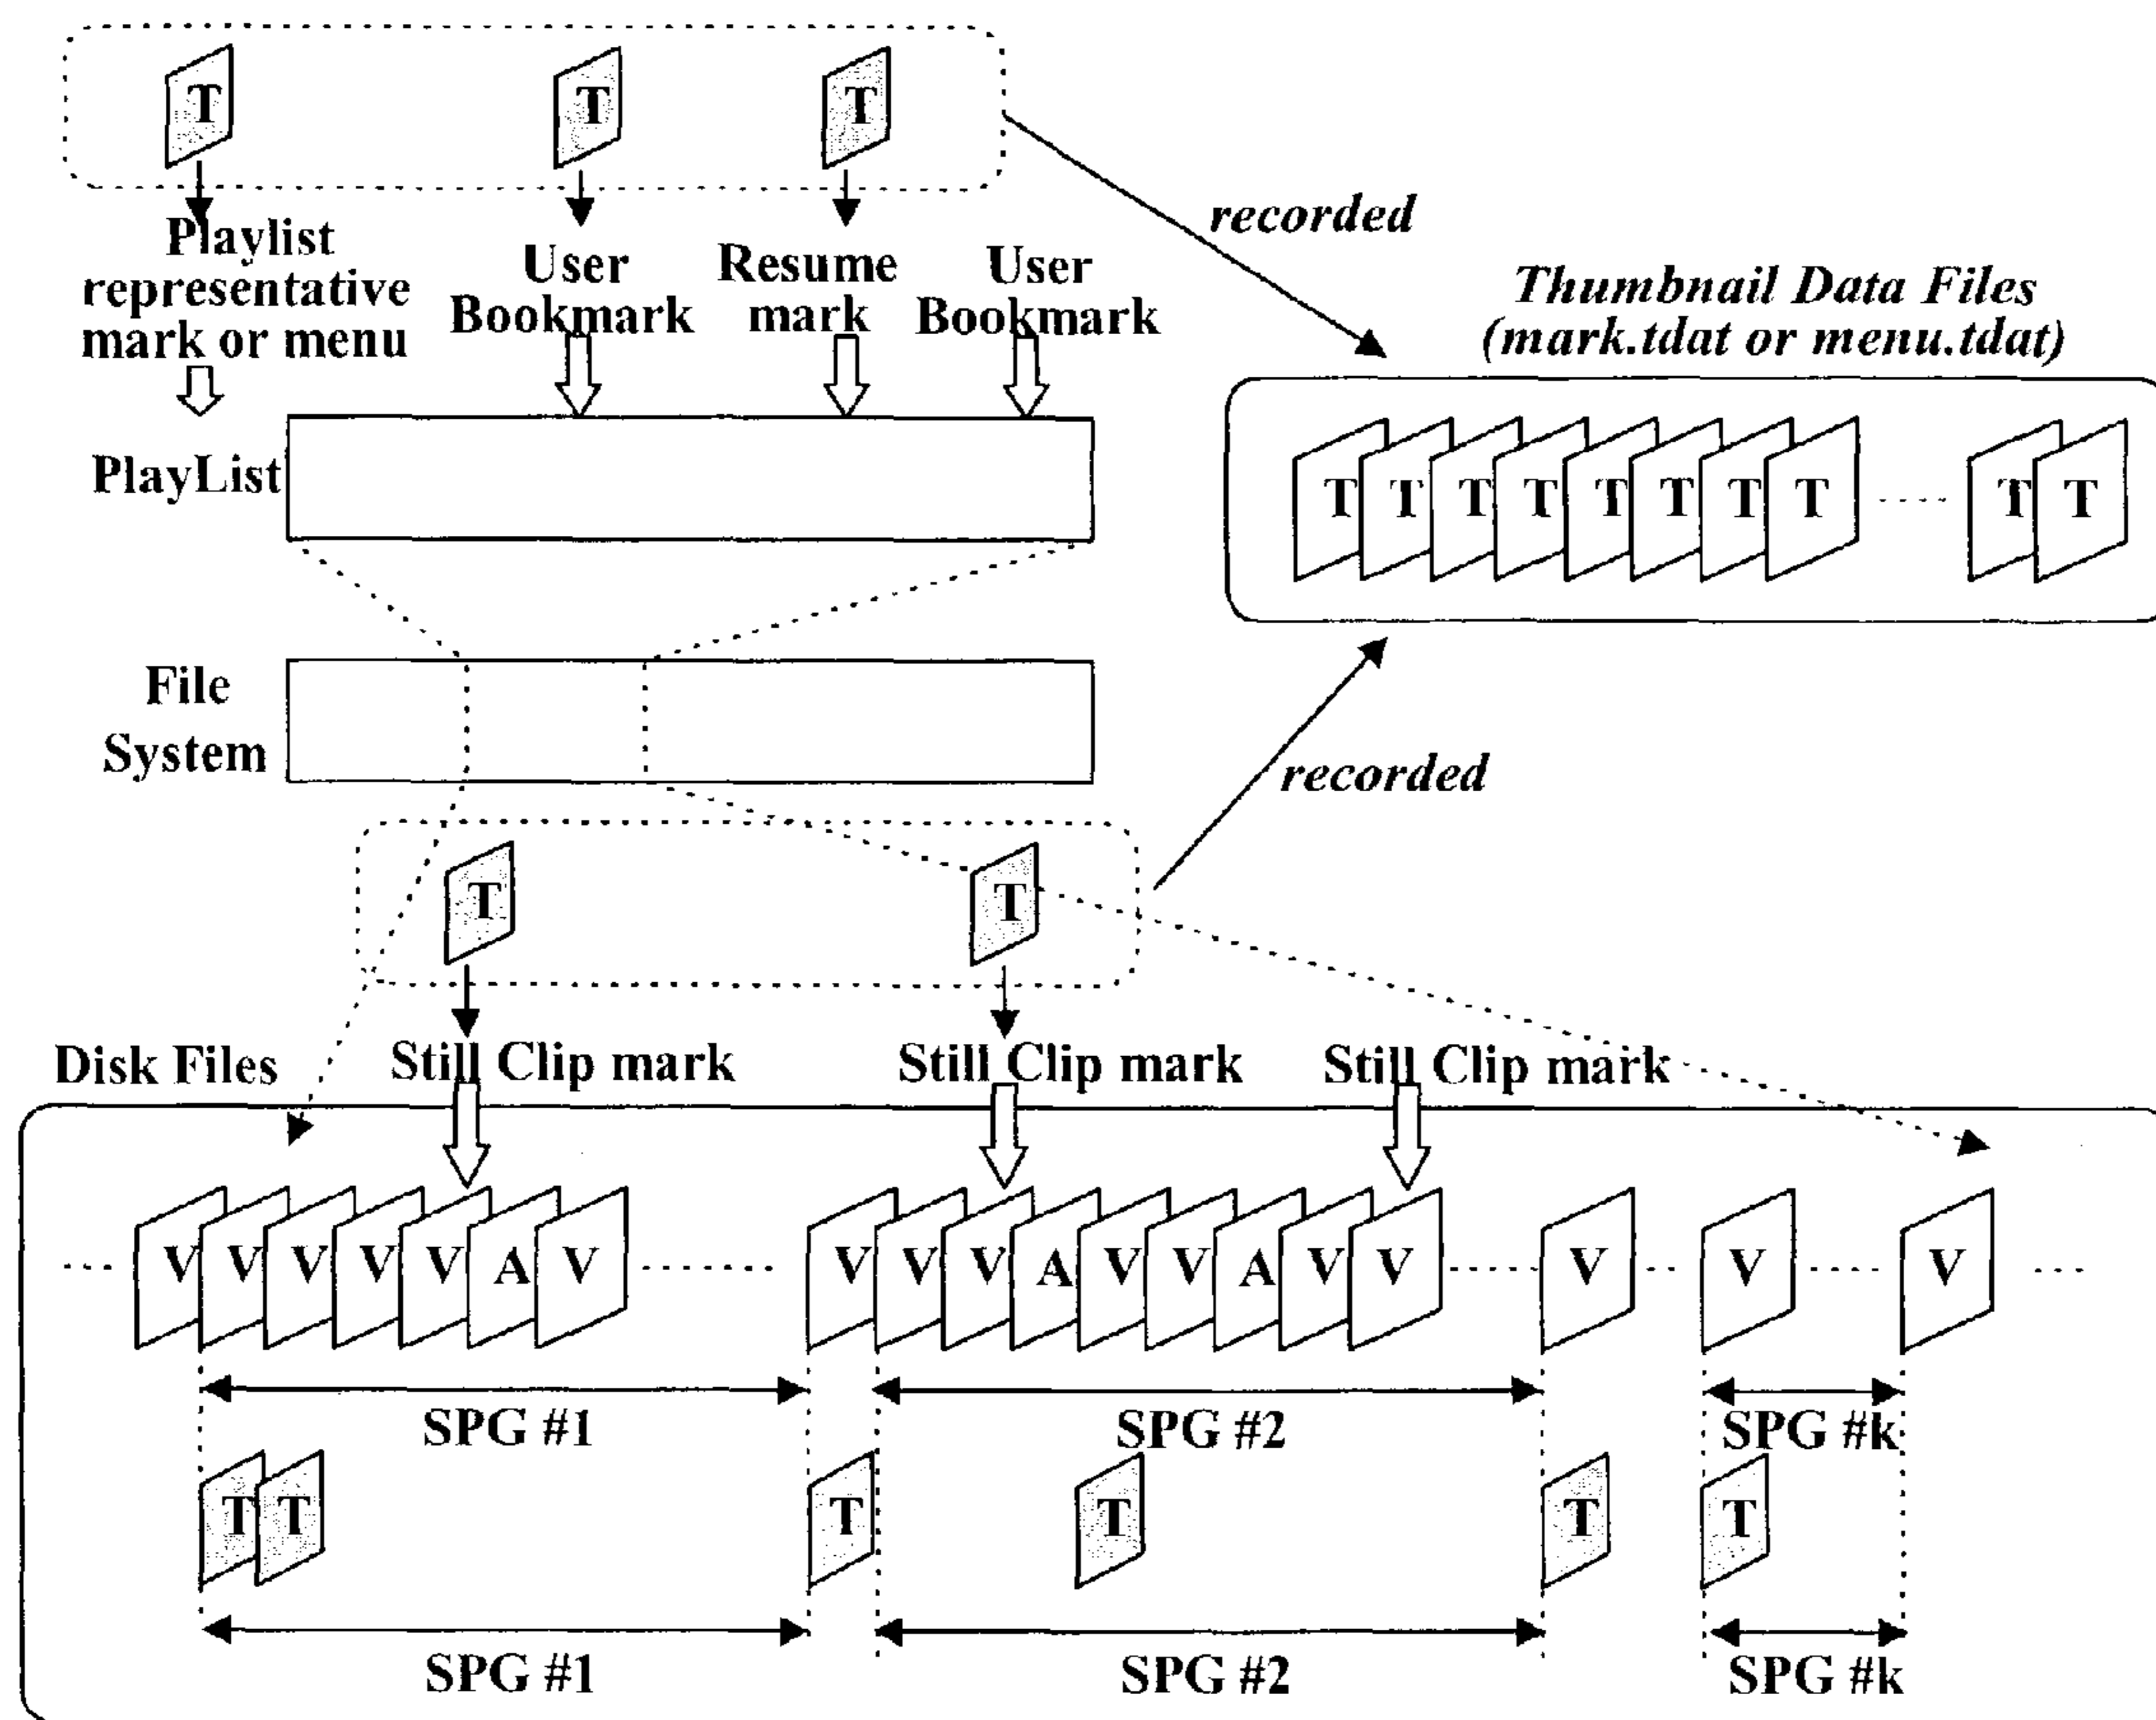 T T T
recorded
Playlist
representative
mark or menu
User
Bookmark
Resume
mark
User
Bookmark
Thumbnail Data Files
(mark.tdat or menu.tdat)
PlayList
T T T T T T T T T T
File
System
recorded
T T
Disk Files
Still Clip mark
Still Clip mark
Still Clip mark
V V V V V A V V V V A V V A V V V V V
SPG #1
SPG #2
SPG #k
T T T T T T
SPG #1
SPG #2
SPG #k